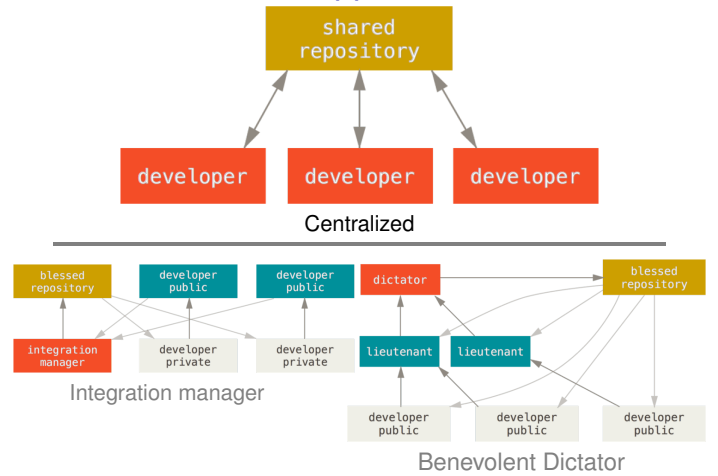 shared
repository
developer
developer
developer
Centralized
blessed
repository
developer
public
developer
public
integration
manager
developer
private
developer
private
Integration manager
dictator
blessed
repository
lieutenant
lieutenant
developer
public
developer
public
developer
public
Benevolent Dictator